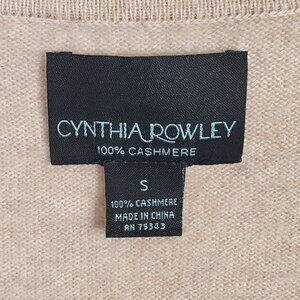 CYNTHIA ROWLEY
100% CASHMERE
S
100% CASHMERE
MADE IN CHINA
RN 75343